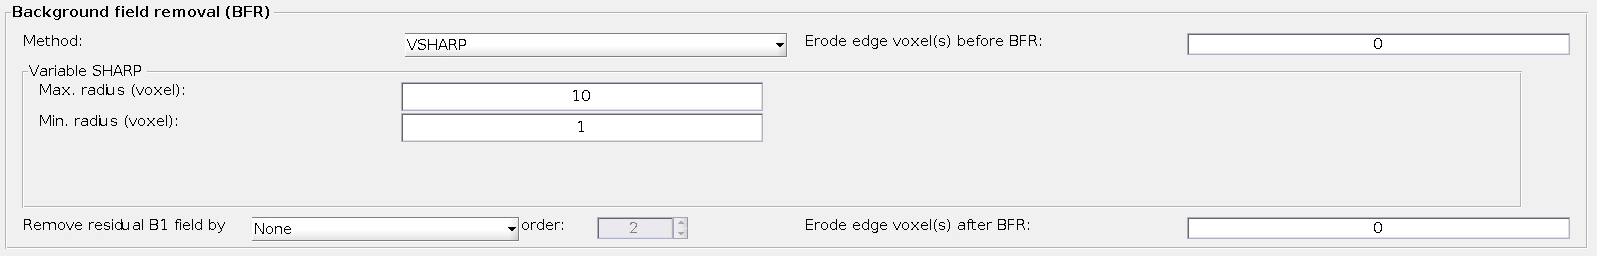 Background field removal (BFR)
Method: VSHARP Erode edge voxel(s) before BFR: 0
Variable SHARP
Max. radius (voxel): 10
Min. radius (voxel): 1
Remove residual B1 field by None order: 2 Erode edge voxel(s) after BFR: 0